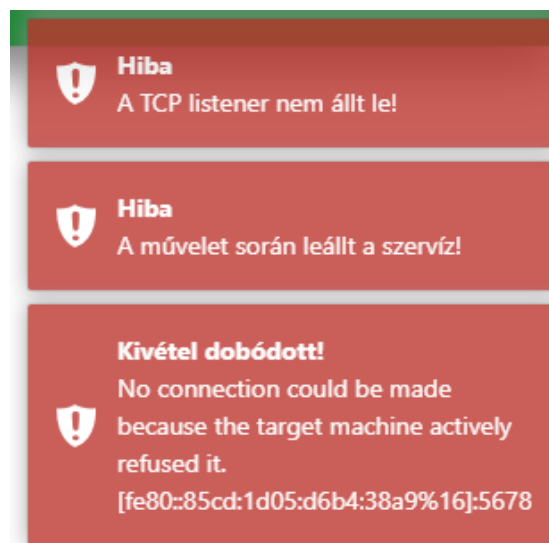 Hiba
A TCP listener nem állt le!
Hiba
A művelet során leállt a szervíz!
Kivétel dobódott!
No connection could be made
because the target machine actively
refused it.
[fe80::85cd:1d05:d6b4:38a9%16]:5678